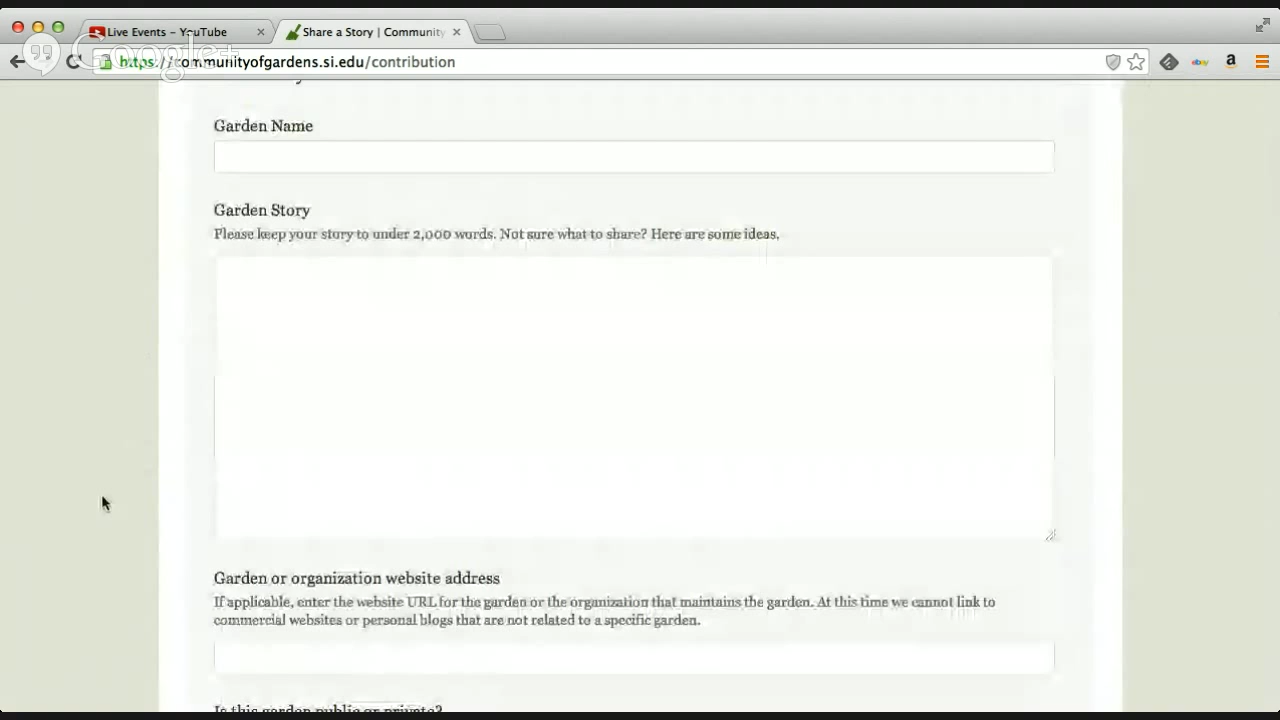 Live Events - YouTube
Share a Story | Community
Google+
https://communityofgardens.si.edu/contribution
ebay
a
Garden Name
Garden Story
Please keep your story to under 2,000 words. Not sure what to share? Here are some ideas.
Garden or organization website address
If applicable, enter the website URL for the garden or the organization that maintains the garden. At this time we cannot link to
commercial websites or personal blogs that are not related to a specific garden.
Is this garden public or private?